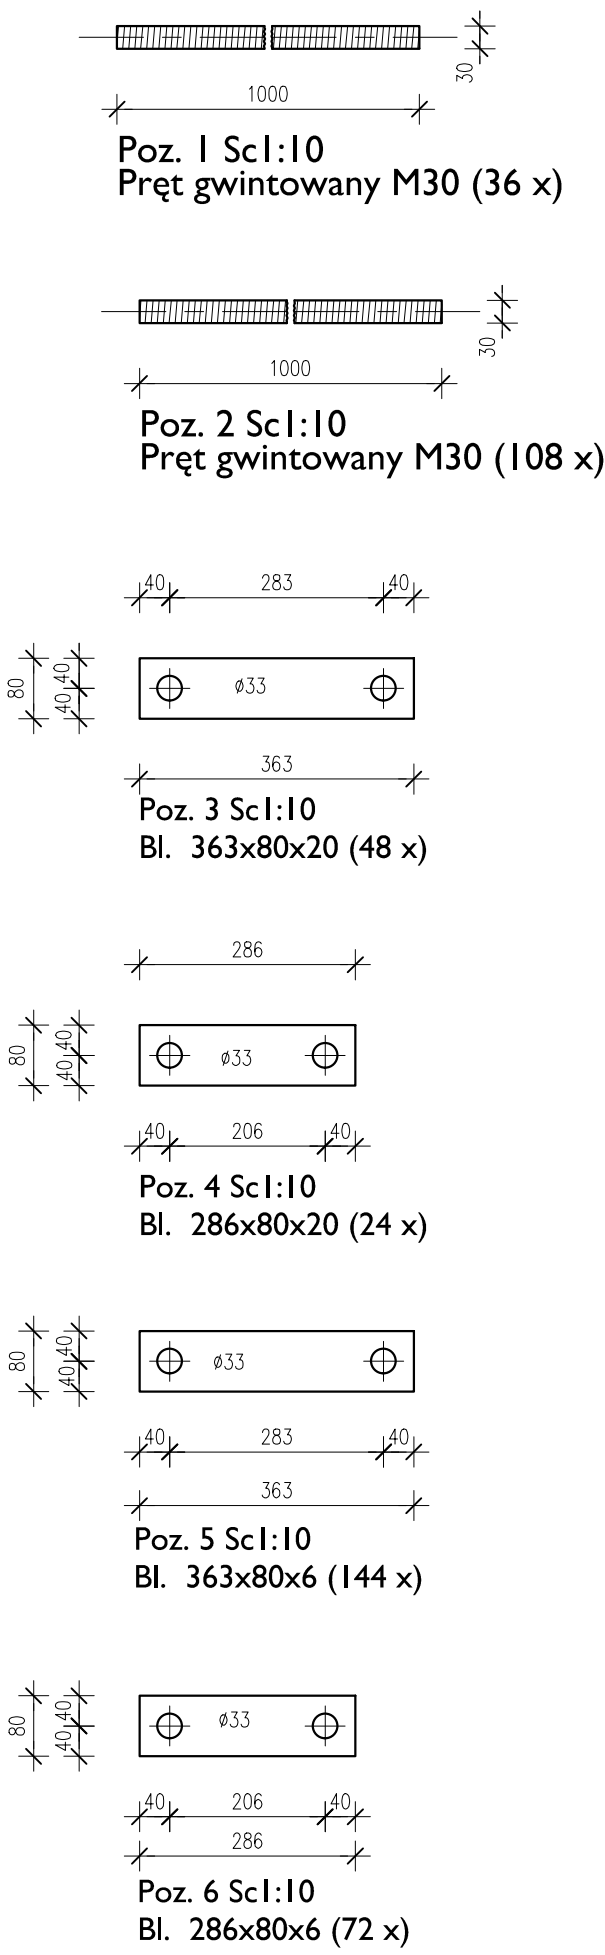 30
1000
Poz. 1 Sc1:10
Pręt gwintowany M30 (36 x)
30
1000
Poz. 2 Sc1:10
Pręt gwintowany M30 (108 x)
40 283 40
80 40 40 ø33
363
Poz. 3 Sc1:10
Bl. 363x80x20 (48 x)
286
80 40 40 ø33
40 206 40
Poz. 4 Sc1:10
Bl. 286x80x20 (24 x)
80 40 40 ø33
40 283 40
363
Poz. 5 Sc1:10
Bl. 363x80x6 (144 x)
80 40 40 ø33
40 206 40
286
Poz. 6 Sc1:10
Bl. 286x80x6 (72 x)